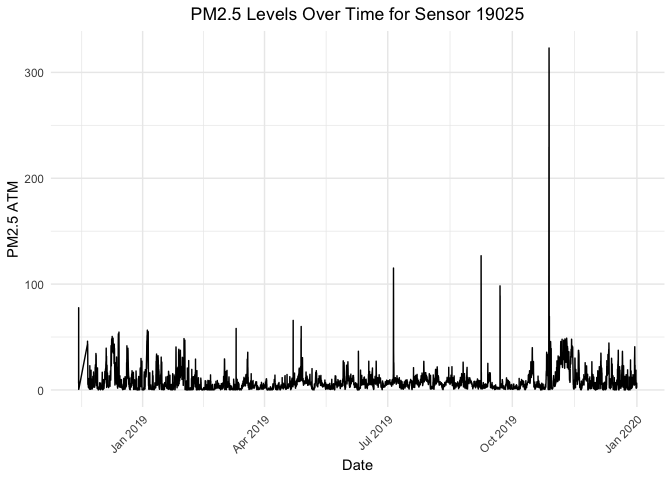 PM2.5 Levels Over Time for Sensor 19025
300
200
100
0
PM2.5 ATM
Jan 2019
Apr 2019
Jul 2019
Oct 2019
Jan 2020
Date